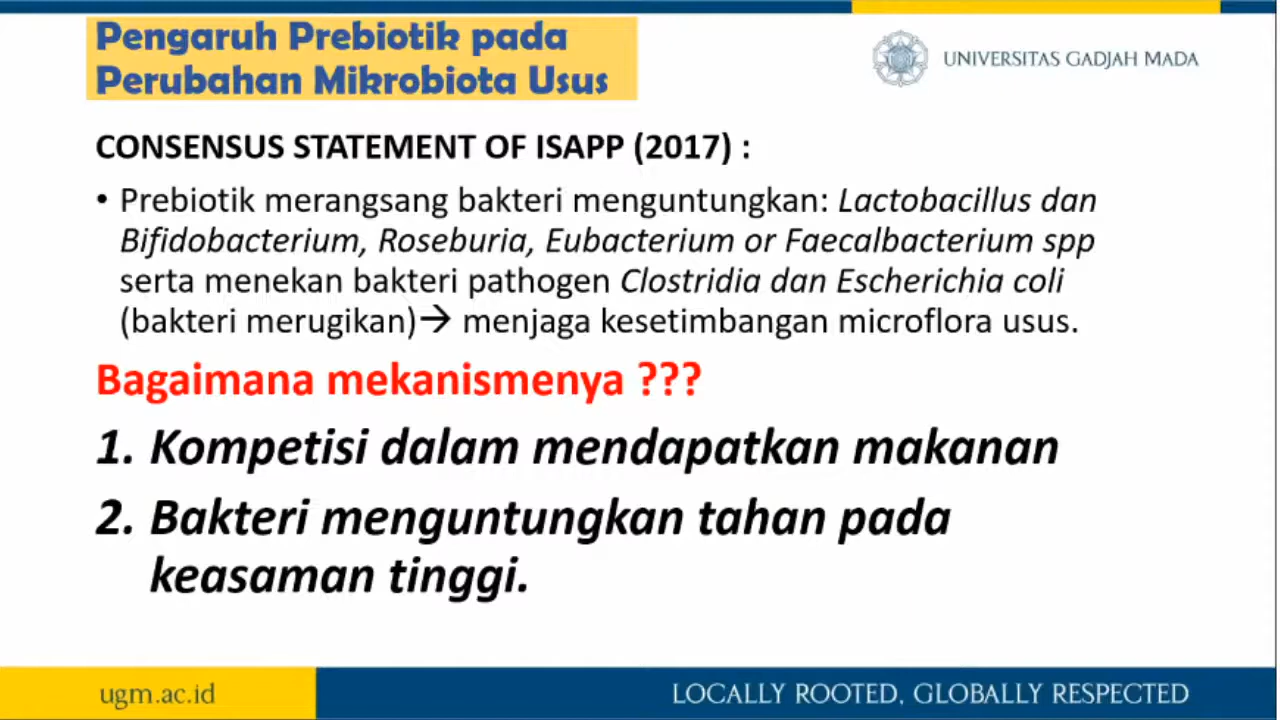 Pengaruh Prebiotik pada
Perubahan Mikrobiota Usus
UNIVERSITAS GADJAH MADA
CONSENSUS STATEMENT OF ISAPP (2017) :
• Prebiotik merangsang bakteri menguntungkan: Lactobacillus dan
Bifidobacterium, Roseburia, Eubacterium or Faecalbacterium spp
serta menekan bakteri pathogen Clostridia dan Escherichia coli
(bakteri merugikan)→ menjaga kesetimbangan microflora usus.
Bagaimana mekanismenya ???
1. Kompetisi dalam mendapatkan makanan
2. Bakteri menguntungkan tahan pada
keasaman tinggi.
ugm.ac.id
LOCALLY ROOTED, GLOBALLY RESPECTED